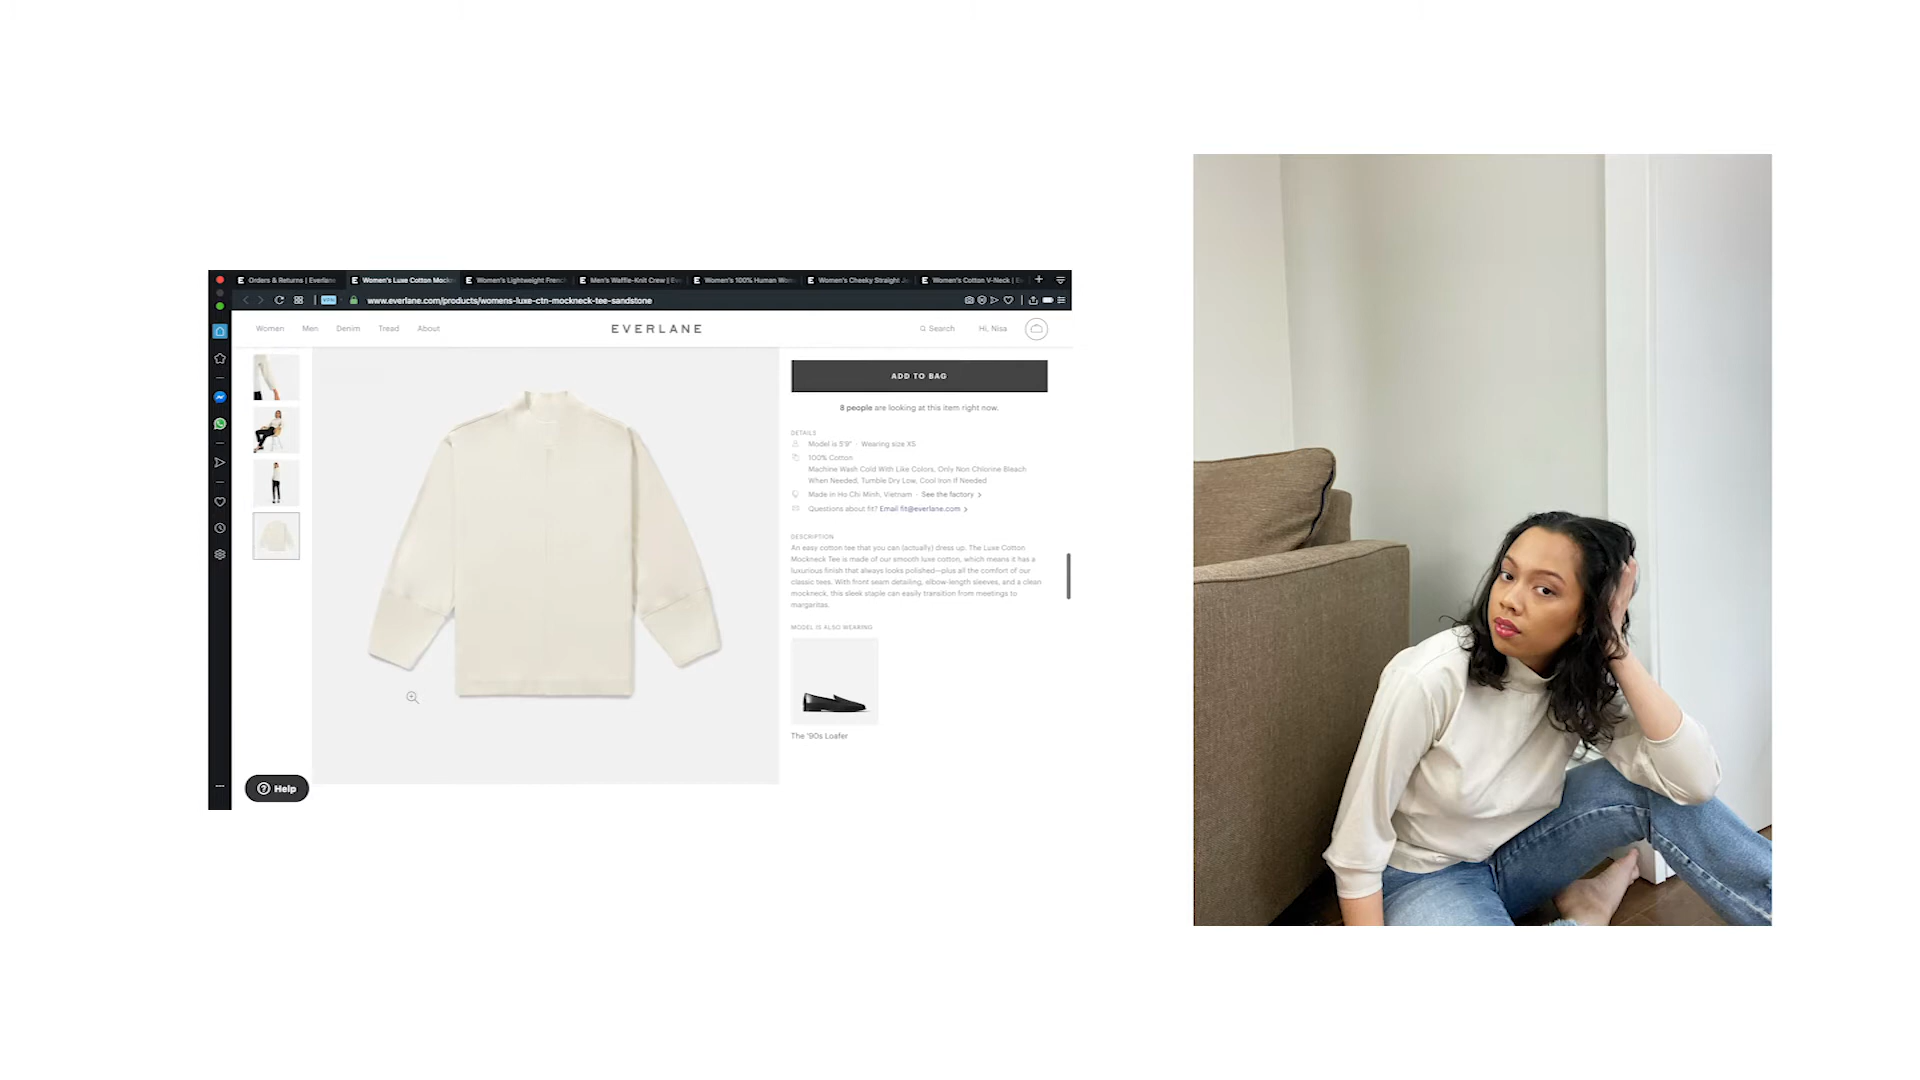 Orders & Returns | Everlane
Women's Luxe Cotton Mock
Women's Lightweight Frenc
Men's Waffle-Knit Crew | Eve
Women's 100% Human Wom
Women's Cheeky Straight J
Women's Cotton V-Neck | E
VPN
www.everlane.com/products/womens-luxe-ctn-mockneck-tee-sandstone
Women
Men
Denim
Tread
About
EVERLANE
Search
Hi, Nisa
ADD TO BAG
8 people are looking at this item right now.
DETAILS
Model is 5'9" · Wearing size XS
100% Cotton
Machine Wash Cold With Like Colors, Only Non Chlorine Bleach
When Needed, Tumble Dry Low, Cool Iron If Needed
Made in Ho Chi Minh, Vietnam · See the factory
Questions about fit? Email fit@everlane.com
DESCRIPTION
An easy cotton tee that you can (actually) dress up. The Luxe Cotton
Mockneck Tee is made of our smooth luxe cotton, which means it has a
luxurious finish that always looks polished—plus all the comfort of our
classic tees. With front seam detailing, elbow-length sleeves, and a clean
mockneck, this sleek staple can easily transition from meetings to
margaritas.
MODEL IS ALSO WEARING
The '90s Loafer
Help